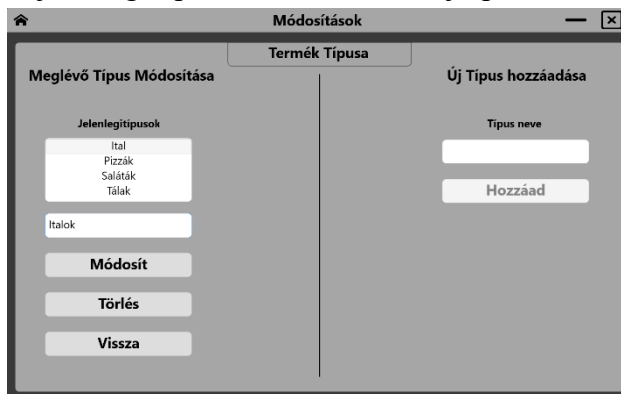 Módosítások
Termék Típusa
Meglévő Típus Módosítása
Jelenlegitípusok
Ital
Pizzák
Saláták
Tálak
Italok
Módosít
Törlés
Vissza
Új Típus hozzáadása
Típus neve
Hozzáad